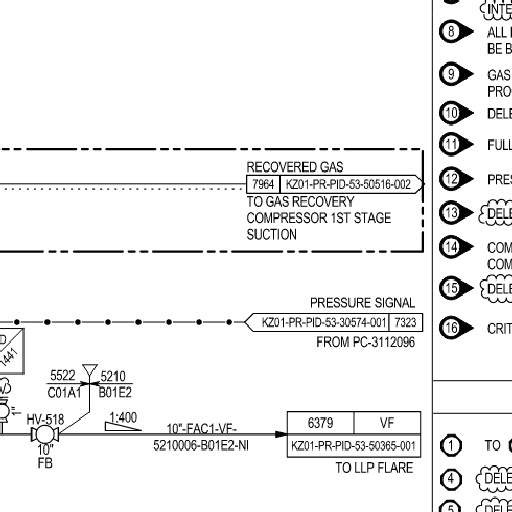 INTE
8 ALL
BE B
9 GAS
PRO
10 DELE
11 FULL
12 PRES
13 DELE
14 COM
COM
15 DELE
16 CRIT
RECOVERED GAS
7964 KZ01-PR-PID-53-50516-002
TO GAS RECOVERY
COMPRESSOR 1ST STAGE
SUCTION
PRESSURE SIGNAL
KZ01-PR-PID-53-30574-001 7323
FROM PC-3112096
D
1441
5522 5210
C01A1 B01E2
HV-518
10"
FB
1:400
10"-FAC1-VF-
5210006-B01E2-NI
6379 VF
KZ01-PR-PID-53-50365-001
TO LLP FLARE
1 TO
4 DELE
5 DELE